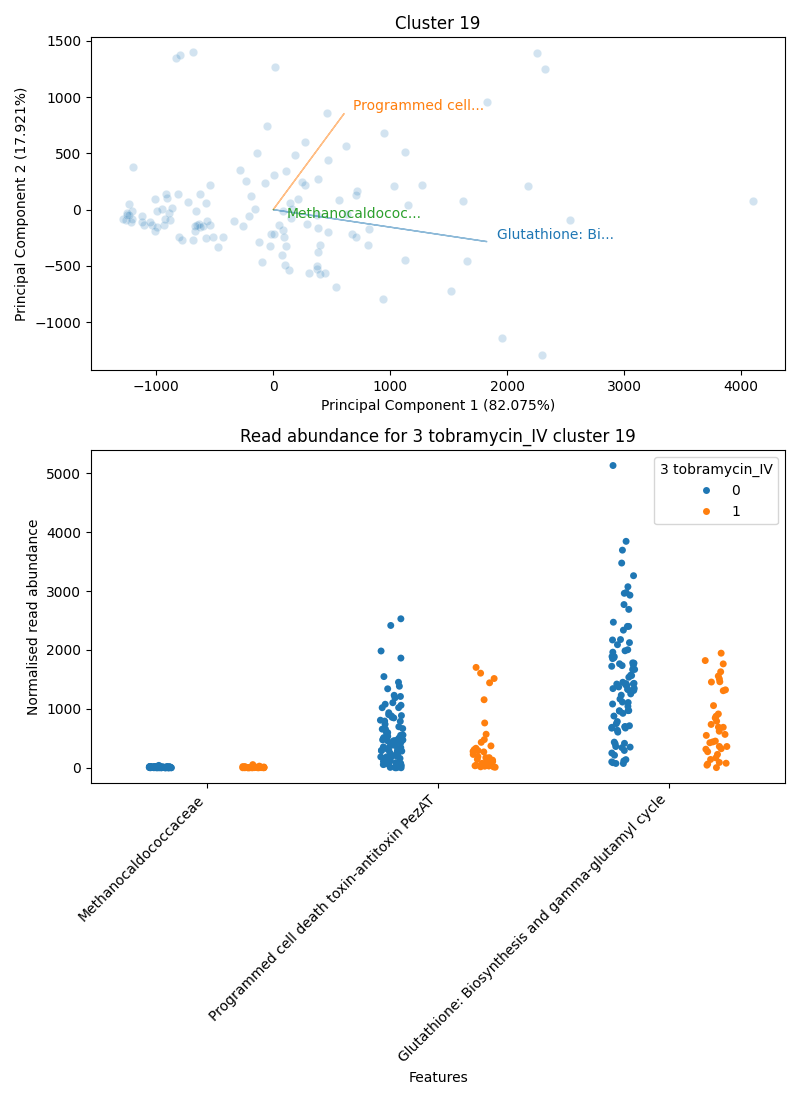 Cluster 19
Principal Component 2 (17.921%)
1500
1000
500
0
−500
−1000
Programmed cell...
Methanocaldococ...
Glutathione: Bi...
−1000
0
1000
2000
3000
4000
Principal Component 1 (82.075%)
Read abundance for 3 tobramycin_IV cluster 19
Normalised read abundance
5000
4000
3000
2000
1000
0
3 tobramycin_IV
0
1
Methanocaldococcaceae
Programmed cell death toxin-antitoxin PezAT
Glutathione: Biosynthesis and gamma-glutamyl cycle
Features